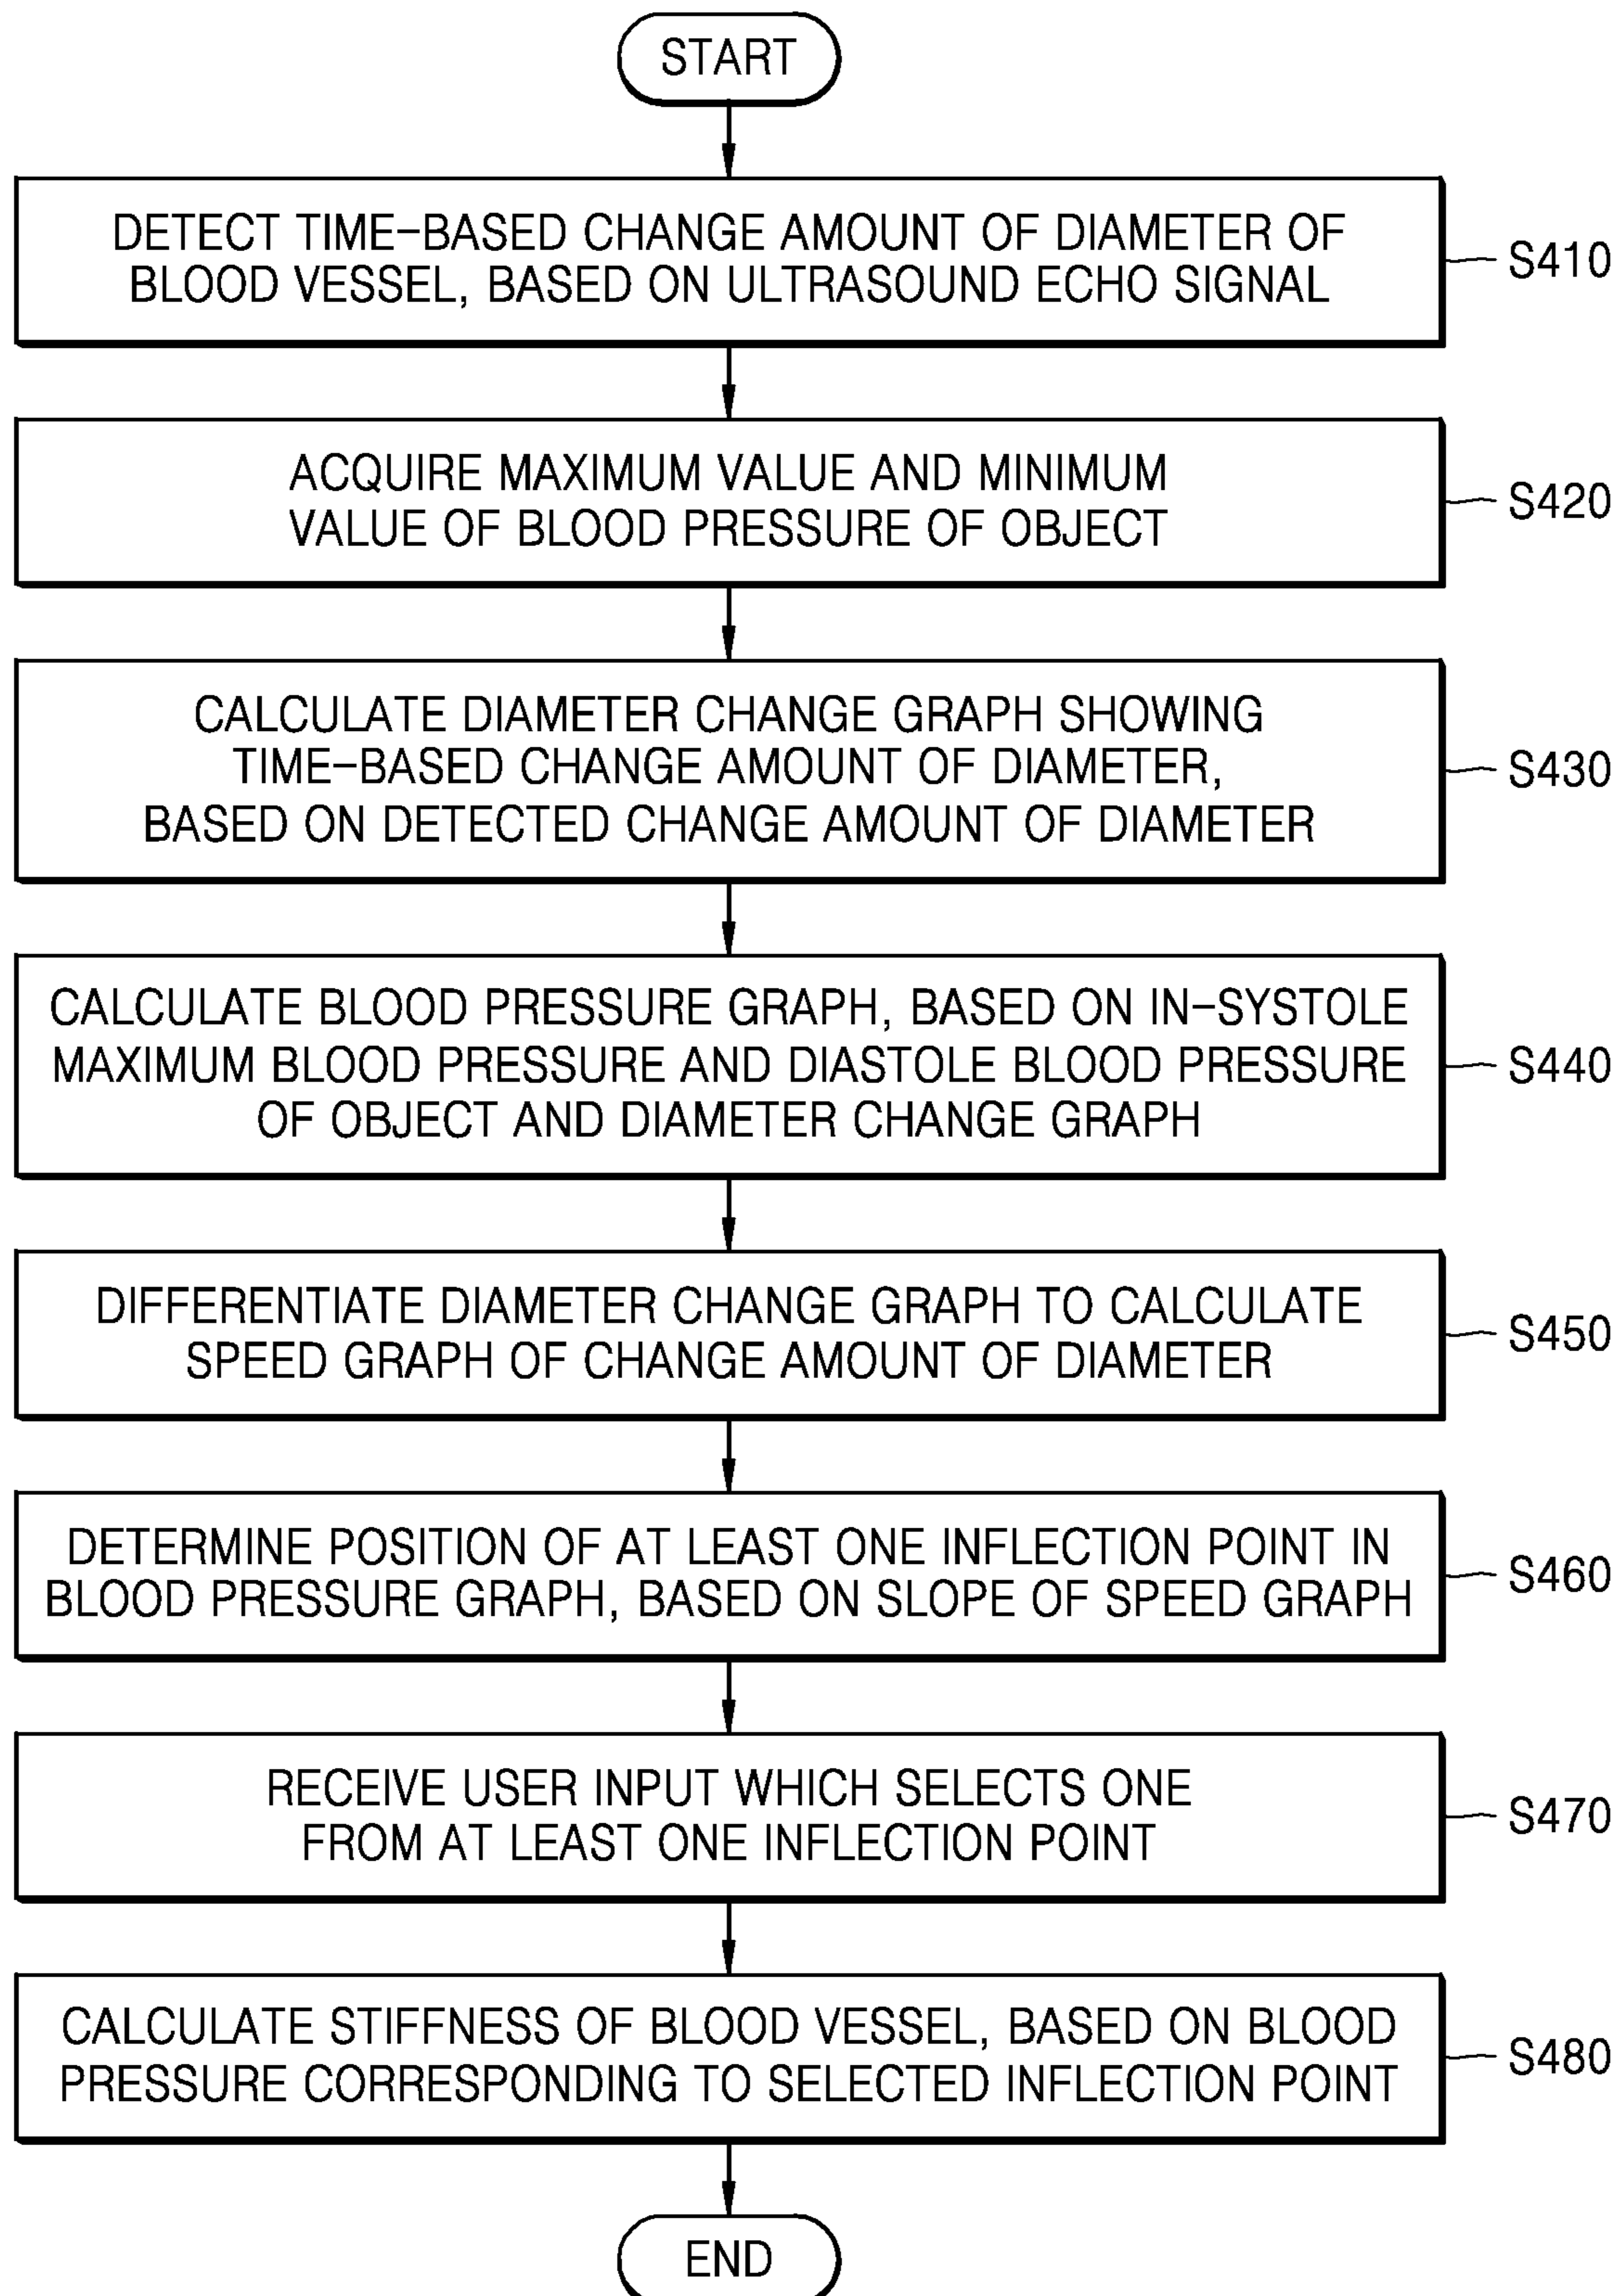 START
DETECT TIME-BASED CHANGE AMOUNT OF DIAMETER OF
BLOOD VESSEL, BASED ON ULTRASOUND ECHO SIGNAL
S410
ACQUIRE MAXIMUM VALUE AND MINIMUM
VALUE OF BLOOD PRESSURE OF OBJECT
S420
CALCULATE DIAMETER CHANGE GRAPH SHOWING
TIME-BASED CHANGE AMOUNT OF DIAMETER,
BASED ON DETECTED CHANGE AMOUNT OF DIAMETER
S430
CALCULATE BLOOD PRESSURE GRAPH, BASED ON IN-SYSTOLE
MAXIMUM BLOOD PRESSURE AND DIASTOLE BLOOD PRESSURE
OF OBJECT AND DIAMETER CHANGE GRAPH
S440
DIFFERENTIATE DIAMETER CHANGE GRAPH TO CALCULATE
SPEED GRAPH OF CHANGE AMOUNT OF DIAMETER
S450
DETERMINE POSITION OF AT LEAST ONE INFLECTION POINT IN
BLOOD PRESSURE GRAPH, BASED ON SLOPE OF SPEED GRAPH
S460
RECEIVE USER INPUT WHICH SELECTS ONE
FROM AT LEAST ONE INFLECTION POINT
S470
CALCULATE STIFFNESS OF BLOOD VESSEL, BASED ON BLOOD
PRESSURE CORRESPONDING TO SELECTED INFLECTION POINT
S480
END